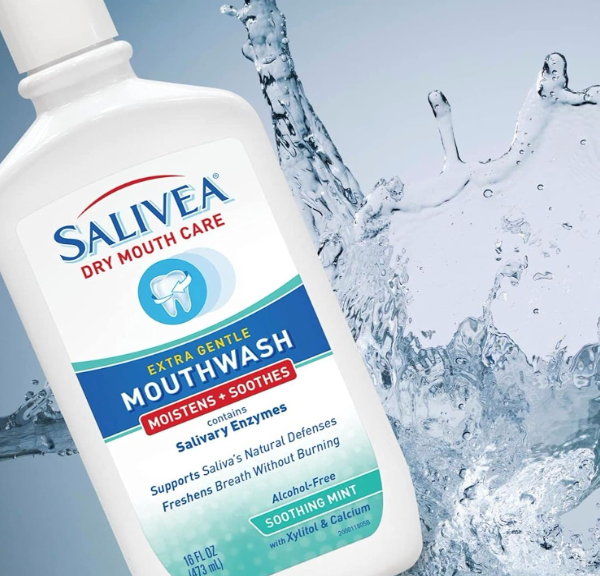 SALIVEA®
DRY MOUTH CARE
EXTRA GENTLE
MOUTHWASH
MOISTENS + SOOTHES
contains
Salivary Enzymes
Supports Saliva's Natural Defenses
Freshens Breath Without Burning
Alcohol-Free
SOOTHING MINT
with Xylitol & Calcium
16 FL OZ
(473 mL)